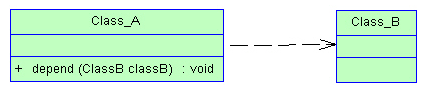 Class_A
+ depend (ClassB classB) : void
Class_B